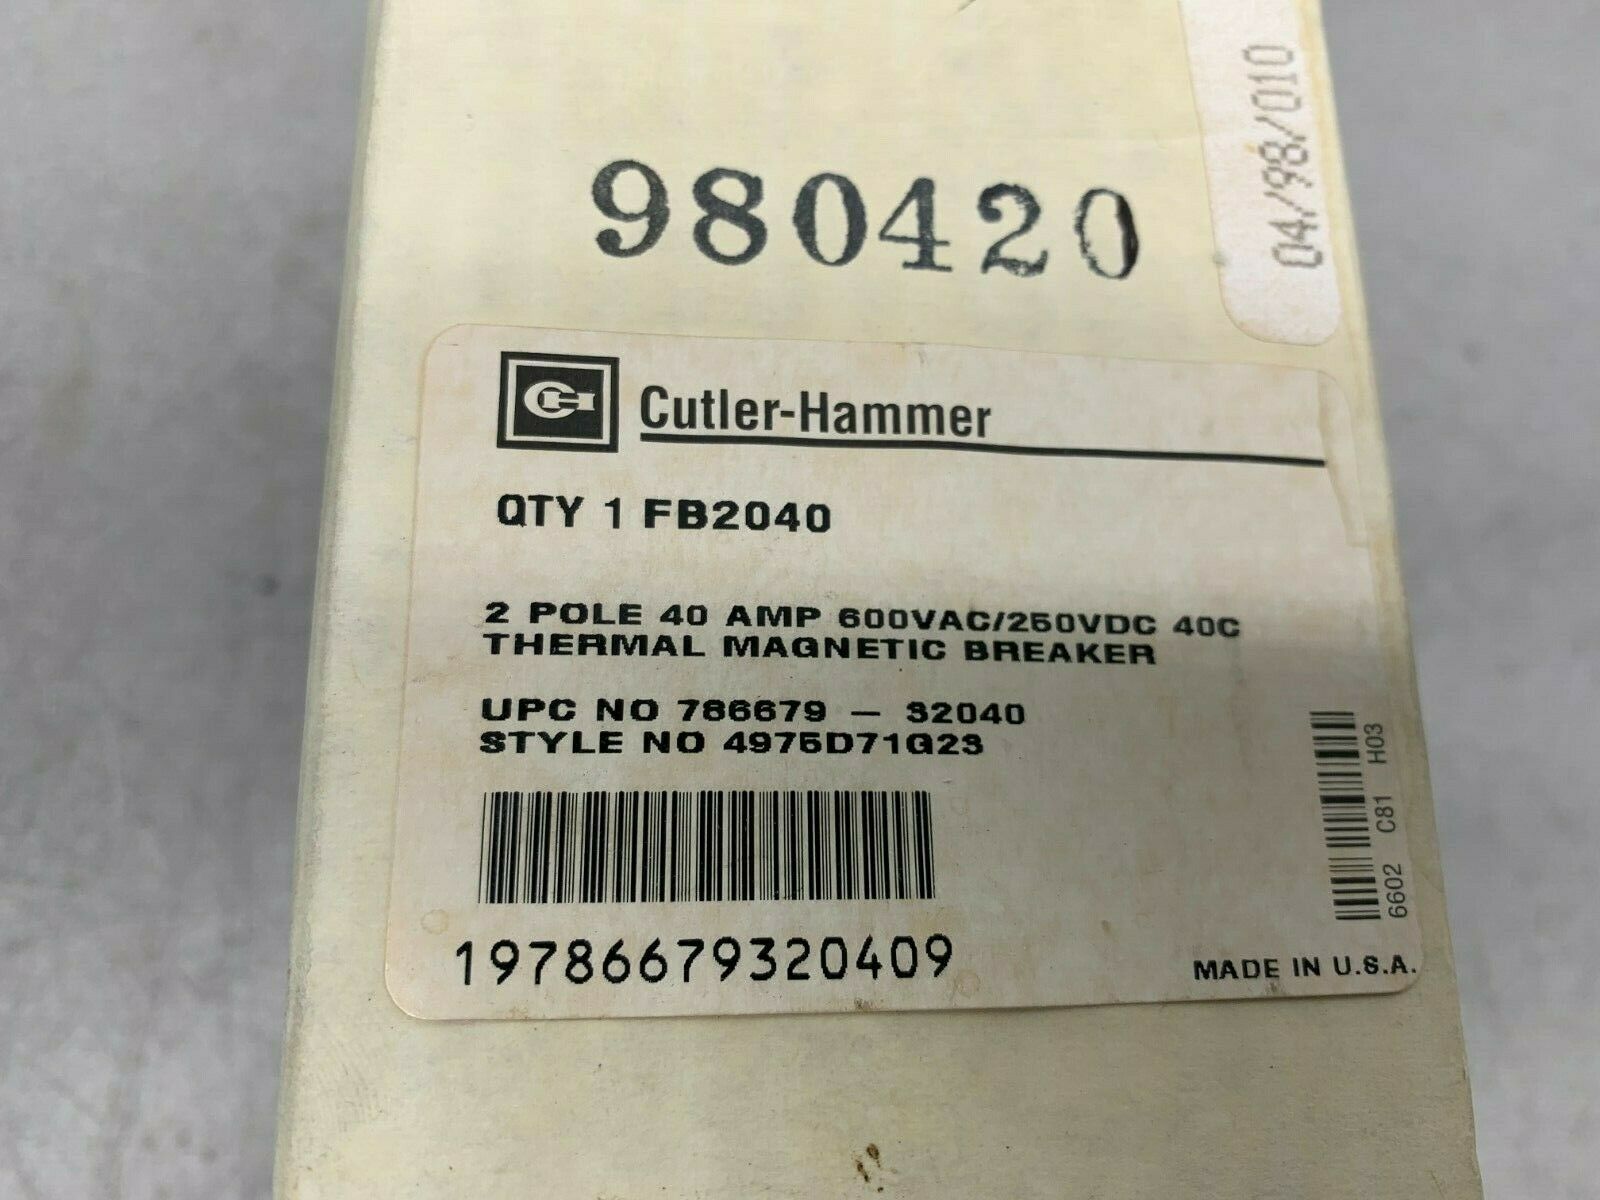 04/98/010
980420
CH Cutler-Hammer
QTY 1 FB2040
2 POLE 40 AMP 600VAC/250VDC 40C
THERMAL MAGNETIC BREAKER
UPC NO 786679 – 32040
STYLE NO 4975D71G23
19786679320409
6602 C81 H03
MADE IN U.S.A.